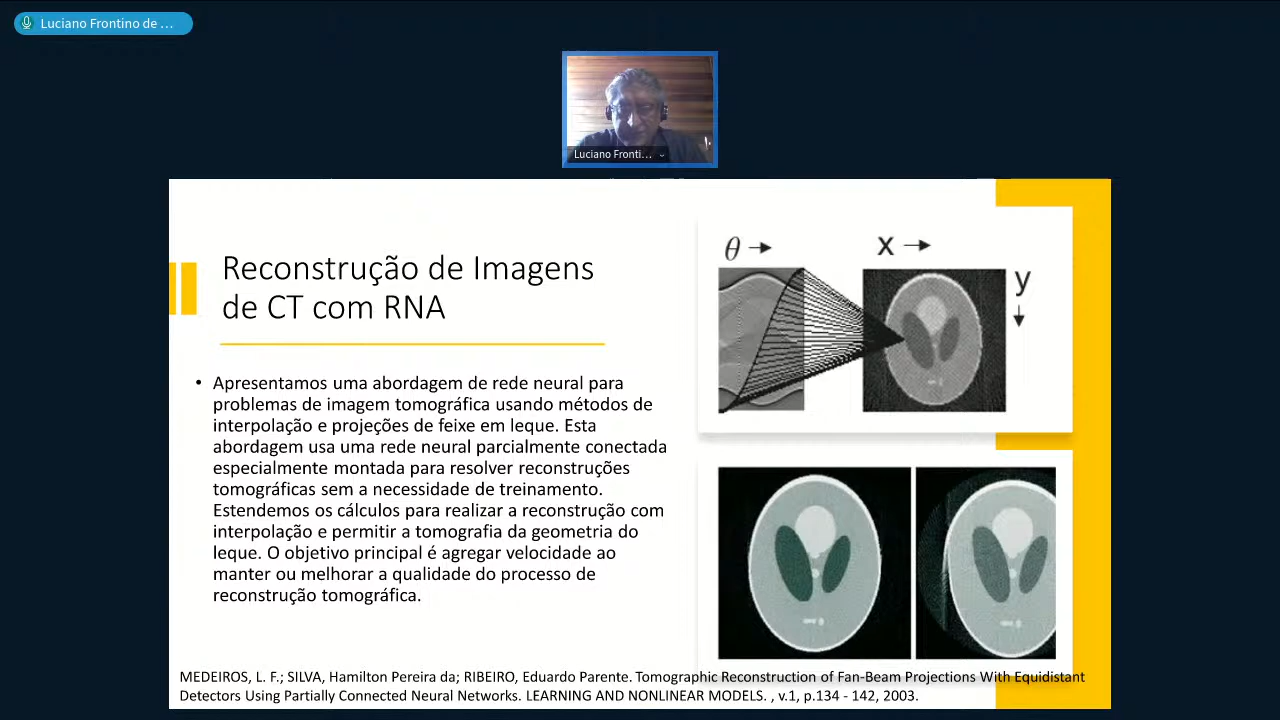 Luciano Frontino de ...
Luciano Fronti...
Reconstrução de Imagens
de CT com RNA
θ
x
y
• Apresentamos uma abordagem de rede neural para
problemas de imagem tomográfica usando métodos de
interpolação e projeções de feixe em leque. Esta
abordagem usa uma rede neural parcialmente conectada
especialmente montada para resolver reconstruções
tomográficas sem a necessidade de treinamento.
Estendemos os cálculos para realizar a reconstrução com
interpolação e permitir a tomografia da geometria do
leque. O objetivo principal é agregar velocidade ao
manter ou melhorar a qualidade do processo de
reconstrução tomográfica.
MEDEIROS, L. F.; SILVA, Hamilton Pereira da; RIBEIRO, Eduardo Parente. Tomographic Reconstruction of Fan-Beam Projections With Equidistant
Detectors Using Partially Connected Neural Networks. LEARNING AND NONLINEAR MODELS. , v.1, p.134 - 142, 2003.